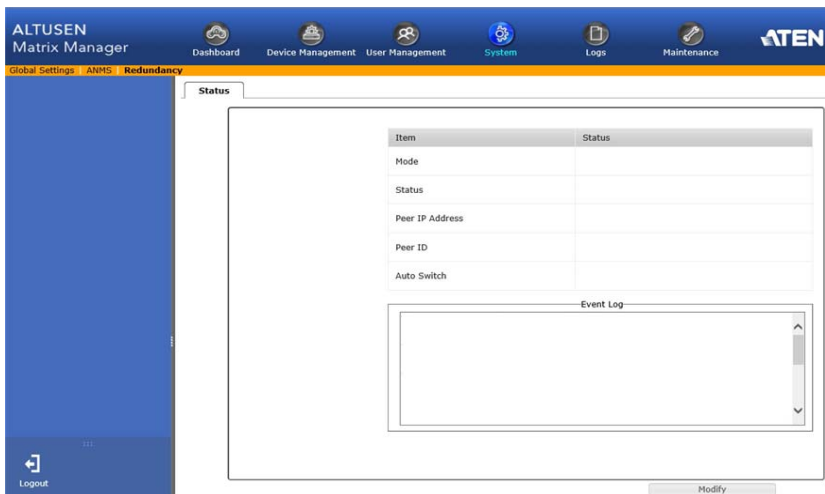 ALTUSEN
Matrix Manager
Dashboard
Device Management
User Management
System
Logs
Maintenance
ATEN
Global Settings
ANMS
Redundancy
Status
Item
Status
Mode
Status
Peer IP Address
Peer ID
Auto Switch
Event Log
Logout
Modify